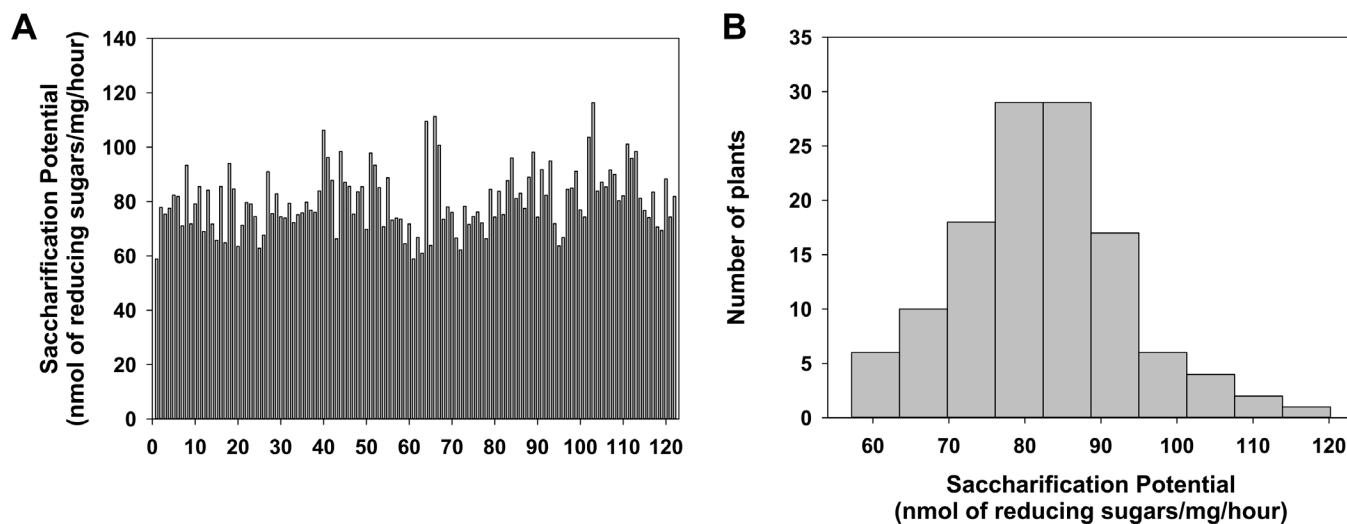 A
Saccharification Potential
(nmol of reducing sugars/mg/hour)
140
120
100
80
60
40
20
0
0 10 20 30 40 50 60 70 80 90 100 110 120
B
Number of plants
35
30
25
20
15
10
5
0
60 70 80 90 100 110 120
Saccharification Potential
(nmol of reducing sugars/mg/hour)